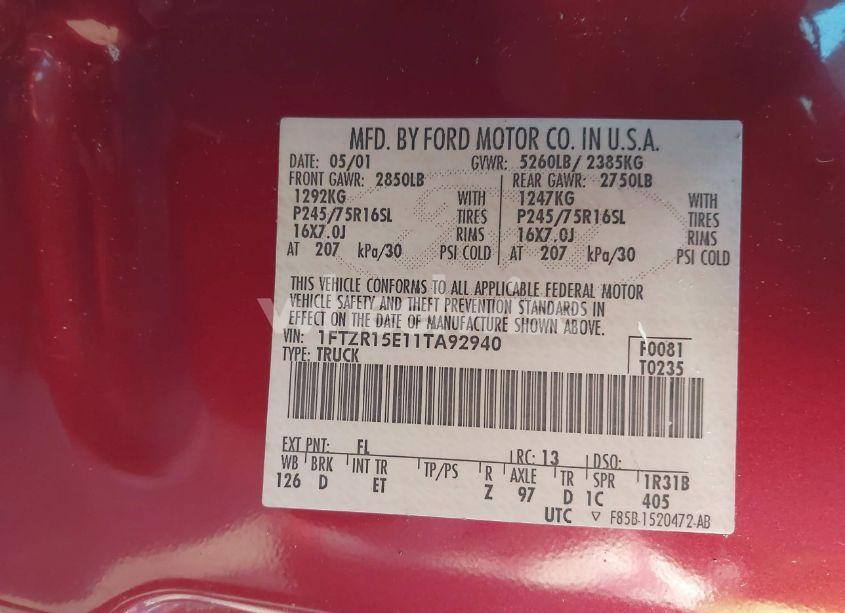 MFD. BY FORD MOTOR CO. IN U.S.A.
DATE: 05/01 GVWR: 5260LB/ 2385KG
FRONT GAWR: 2850LB REAR GAWR: 2750LB
1292KG WITH 1247KG WITH
P245/75R16SL TIRES P245/75R16SL TIRES
16X7.0J RIMS 16X7.0J RIMS
AT 207 kPa/30 PSI COLD AT 207 kPa/30 PSI COLD
THIS VEHICLE CONFORMS TO ALL APPLICABLE FEDERAL MOTOR
VEHICLE SAFETY AND THEFT PREVENTION STANDARDS IN
EFFECT ON THE DATE OF MANUFACTURE SHOWN ABOVE.
VIN: 1FTZR15E11TA92940 F0081
TYPE: TRUCK T0235
EXT PNT: FL RC: 13 DSO:
WB BRK INT TR TP/PS R AXLE TR SPR 1R31B
126 D ET Z 97 D 1C 405
UTC ▽ F85B-1520472-AB